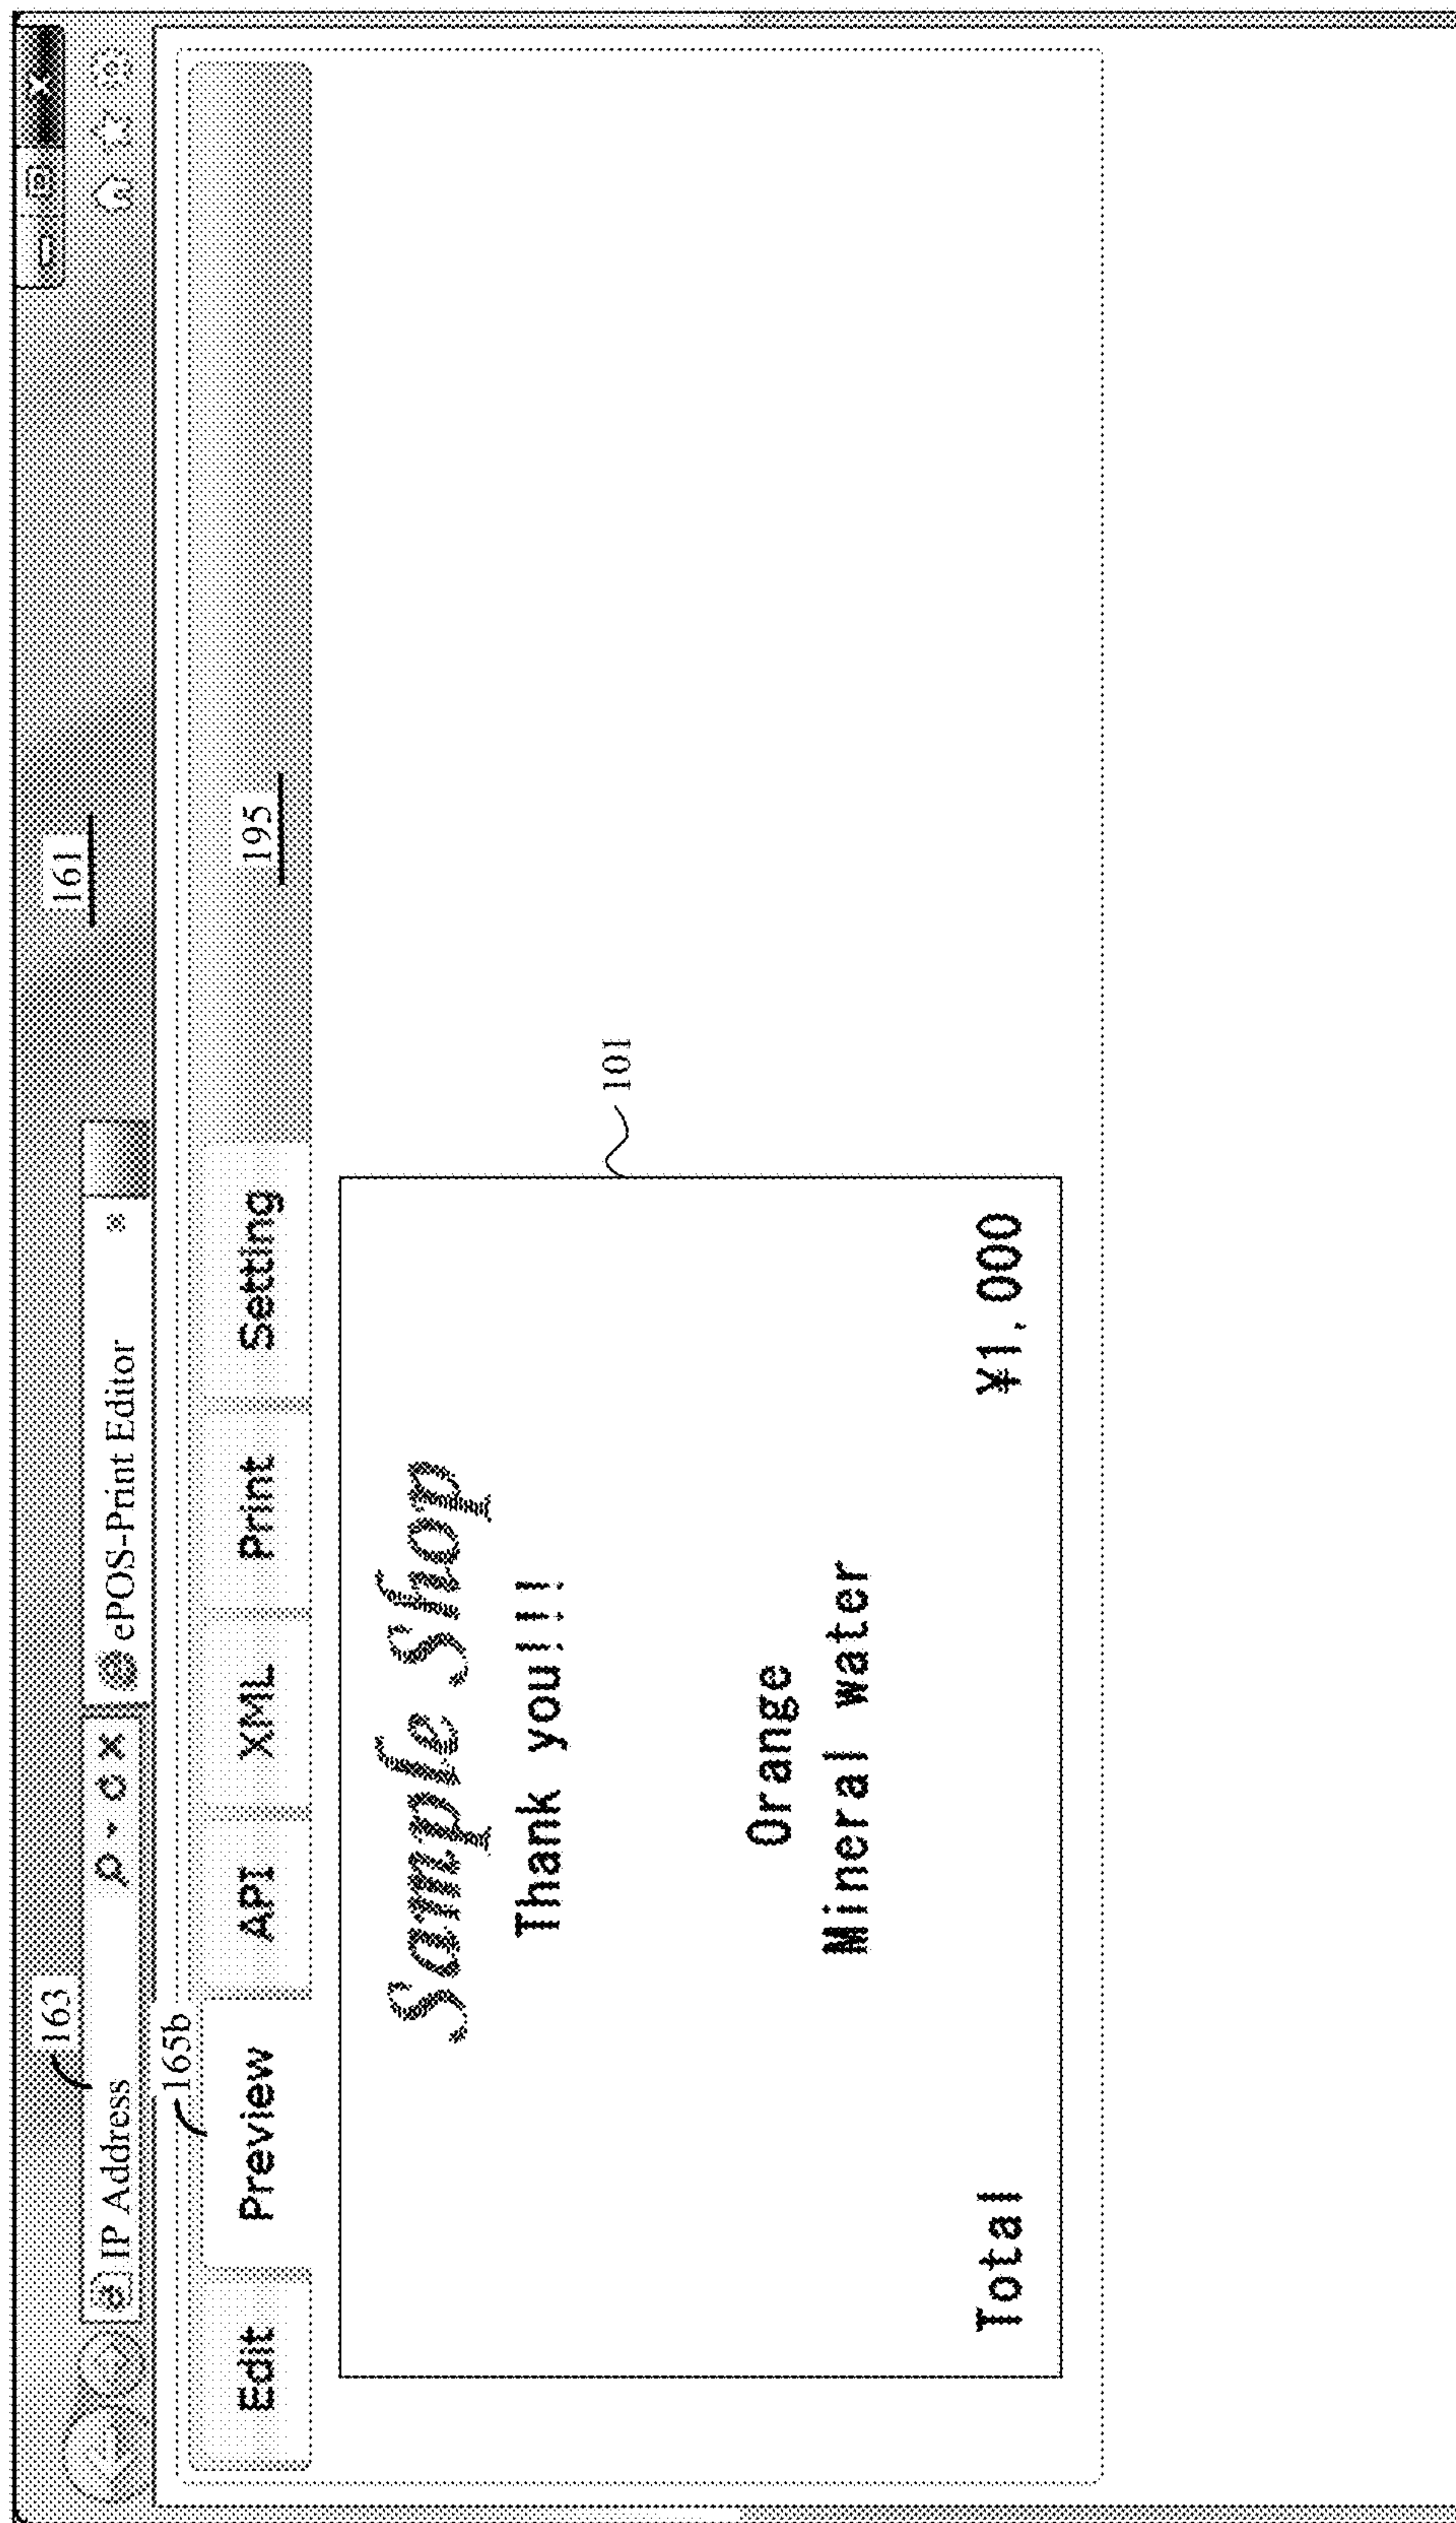 161
163
IP Address
ePOS-Print Editor
165b
195
Edit Preview API XML Print Setting
101
Sample Shop
Thank you!!!
Orange
Mineral water
Total ¥1,000